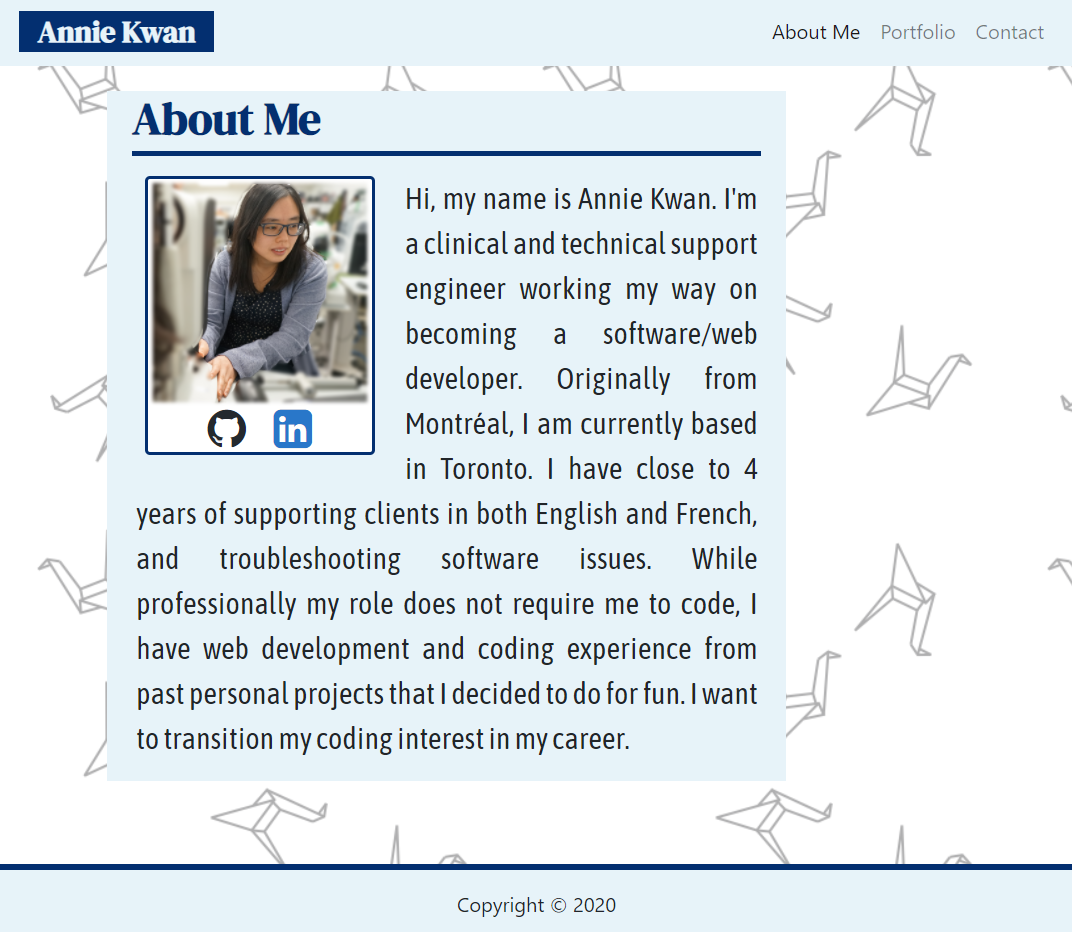 Annie Kwan
About Me Portfolio Contact
About Me
Hi, my name is Annie Kwan. I'm
a clinical and technical support
engineer working my way on
becoming a software/web
developer. Originally from
Montréal, I am currently based
in Toronto. I have close to 4
in
years of supporting clients in both English and French,
and troubleshooting software issues. While
professionally my role does not require me to code, I
have web development and coding experience from
past personal projects that I decided to do for fun. I want
to transition my coding interest in my career.
Copyright © 2020